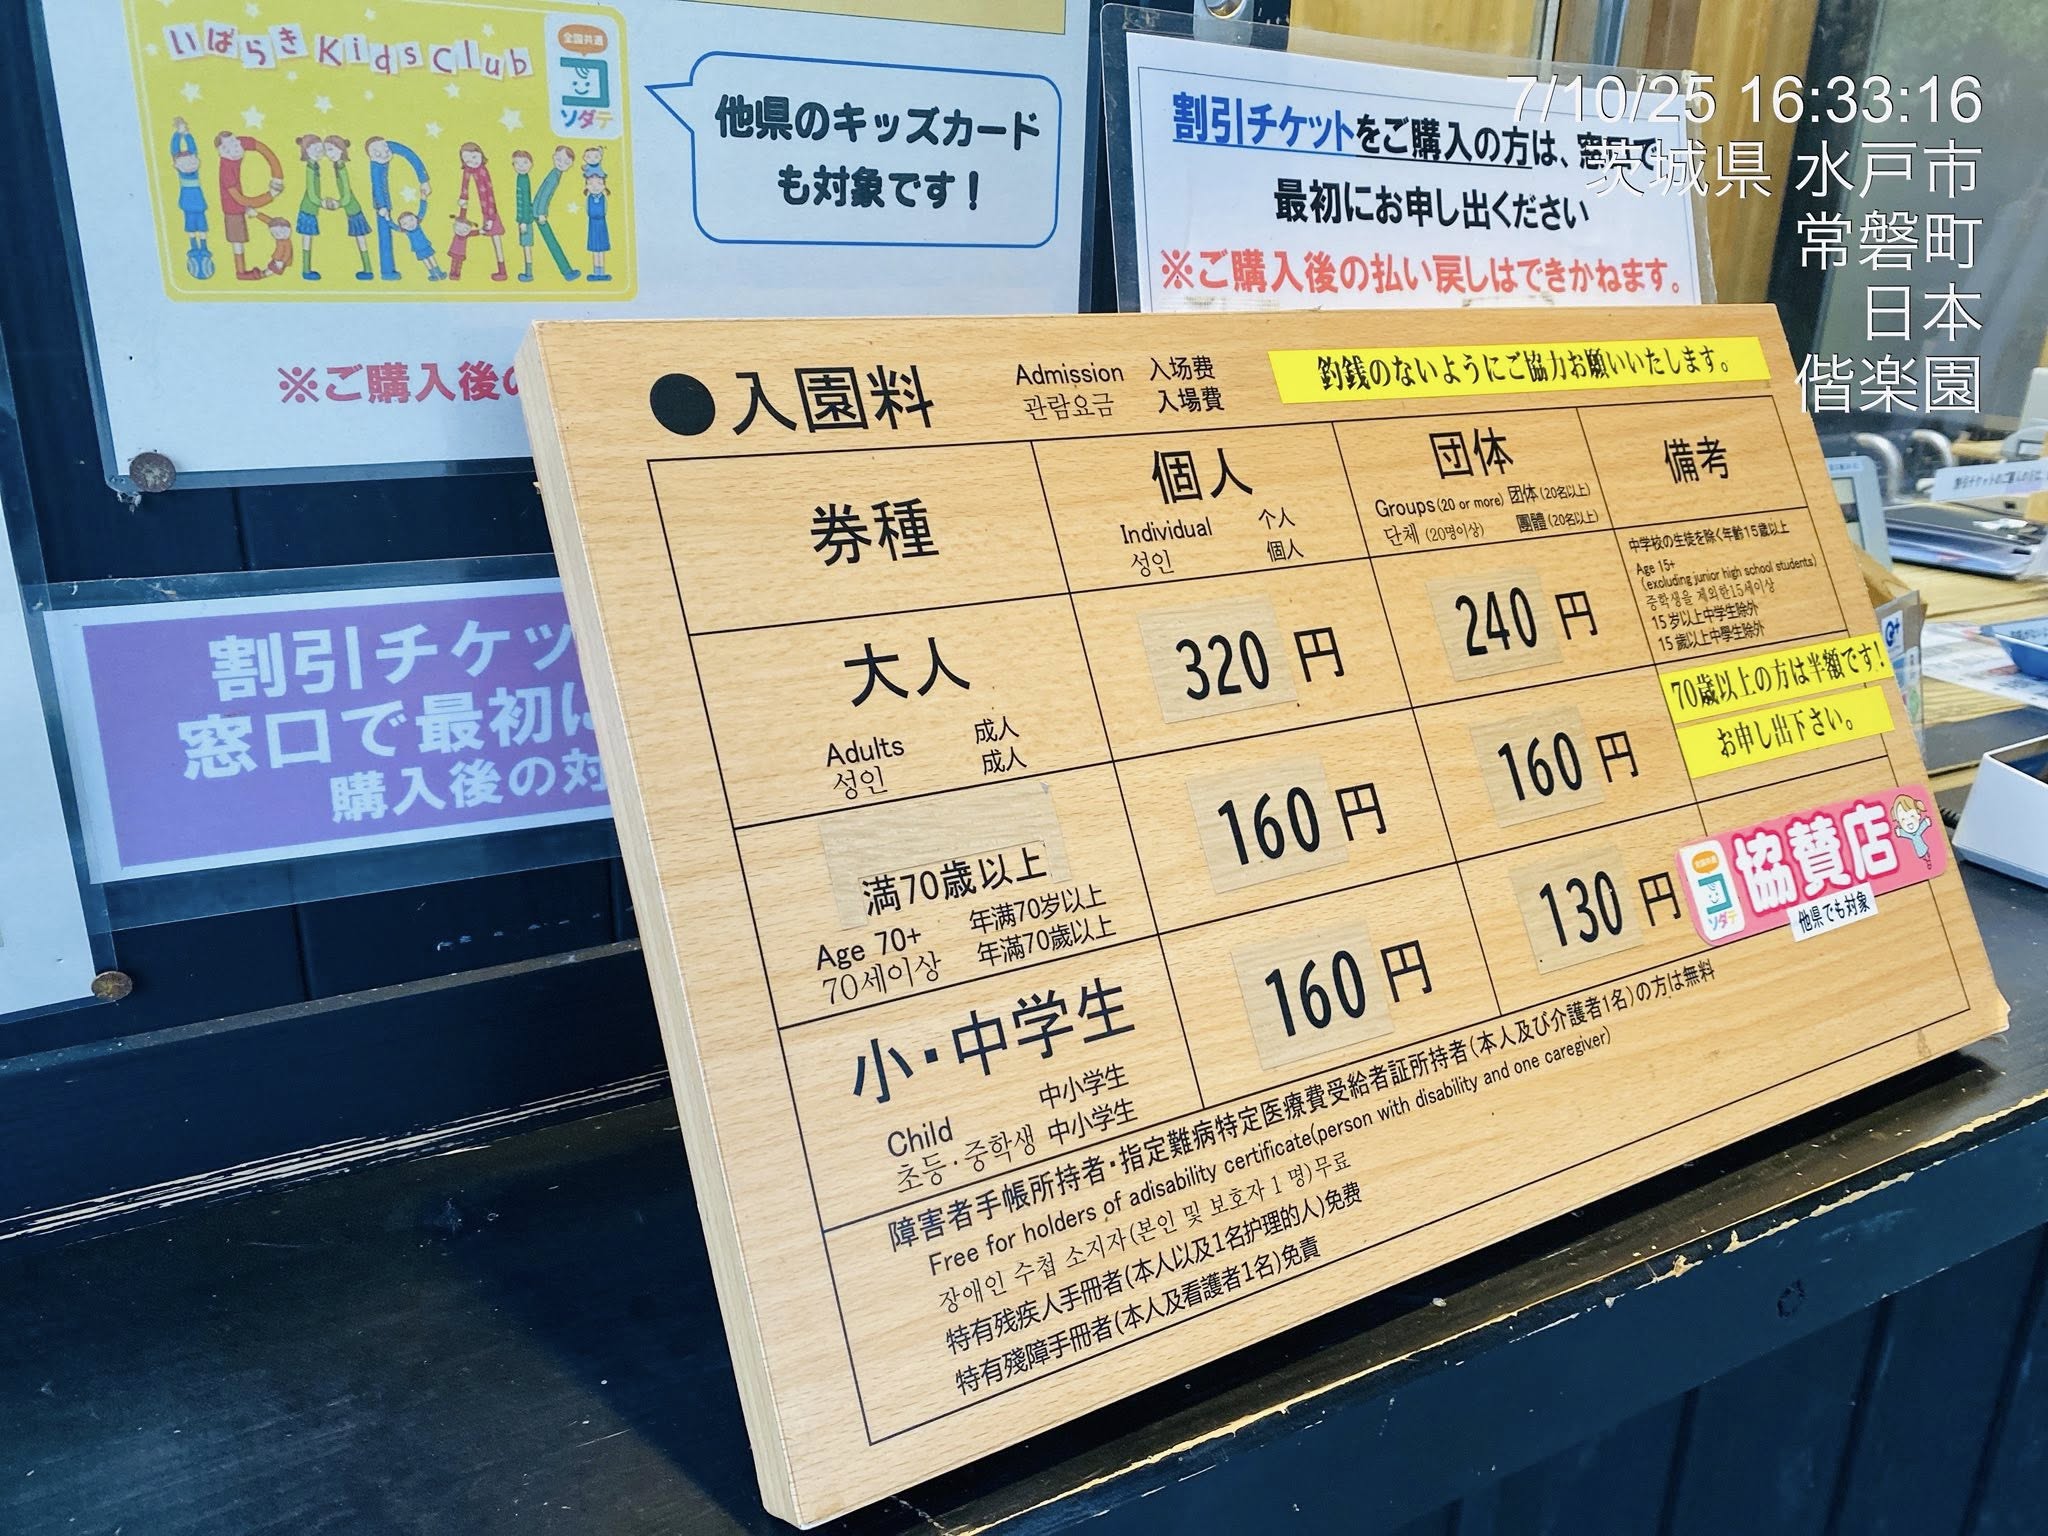 いばらきKidsClub
全国共通
ソダテ
IBARAKI
他県のキッズカード
も対象です!
※ご購入後の
割引チケットをご購入の方は、窓口で
最初にお申し出ください
※ご購入後の払い戻しはできかねます。
7/10/25 16:33:16
茨城県 水戸市
常磐町
日本
偕楽園
割引チケッ
窓口で最初に
購入後の対
●入園料
Admission 入场费
관람요금 入場費
釣銭のないようにご協力お願いいたします。
券種
個人
Individual 个人
성인 個人
団体
Groups(20 or more) 团体(20名以上)
단체 (20명이상) 團體(20名以上)
備考
大人
Adults 成人
성인 成人
320円
240円
中学校の生徒を除く年齢15歳以上
Age 15+
(excluding junior high school students)
중학생을 제외한15세이상
15岁以上中学生除外
15歲以上中學生除外
満70歳以上
Age 70+ 年满70岁以上
70세이상 年滿70歲以上
160円
160円
70歳以上の方は半額です!
お申し出下さい。
小・中学生
Child 中小学生
초등·중학생 中小学生
160円
130円
全国共通
ソダテ
協賛店
他県でも対象
障害者手帳所持者・指定難病特定医療費受給者証所持者(本人及び介護者1名)の方は無料
Free for holders of adisability certificate(person with disability and one caregiver)
장애인 수첩 소지자(본인 및 보호자 1 명)무료
特有残疾人手册者(本人以及1名护理的人)免费
特有殘障手冊者(本人及看護者1名)免責